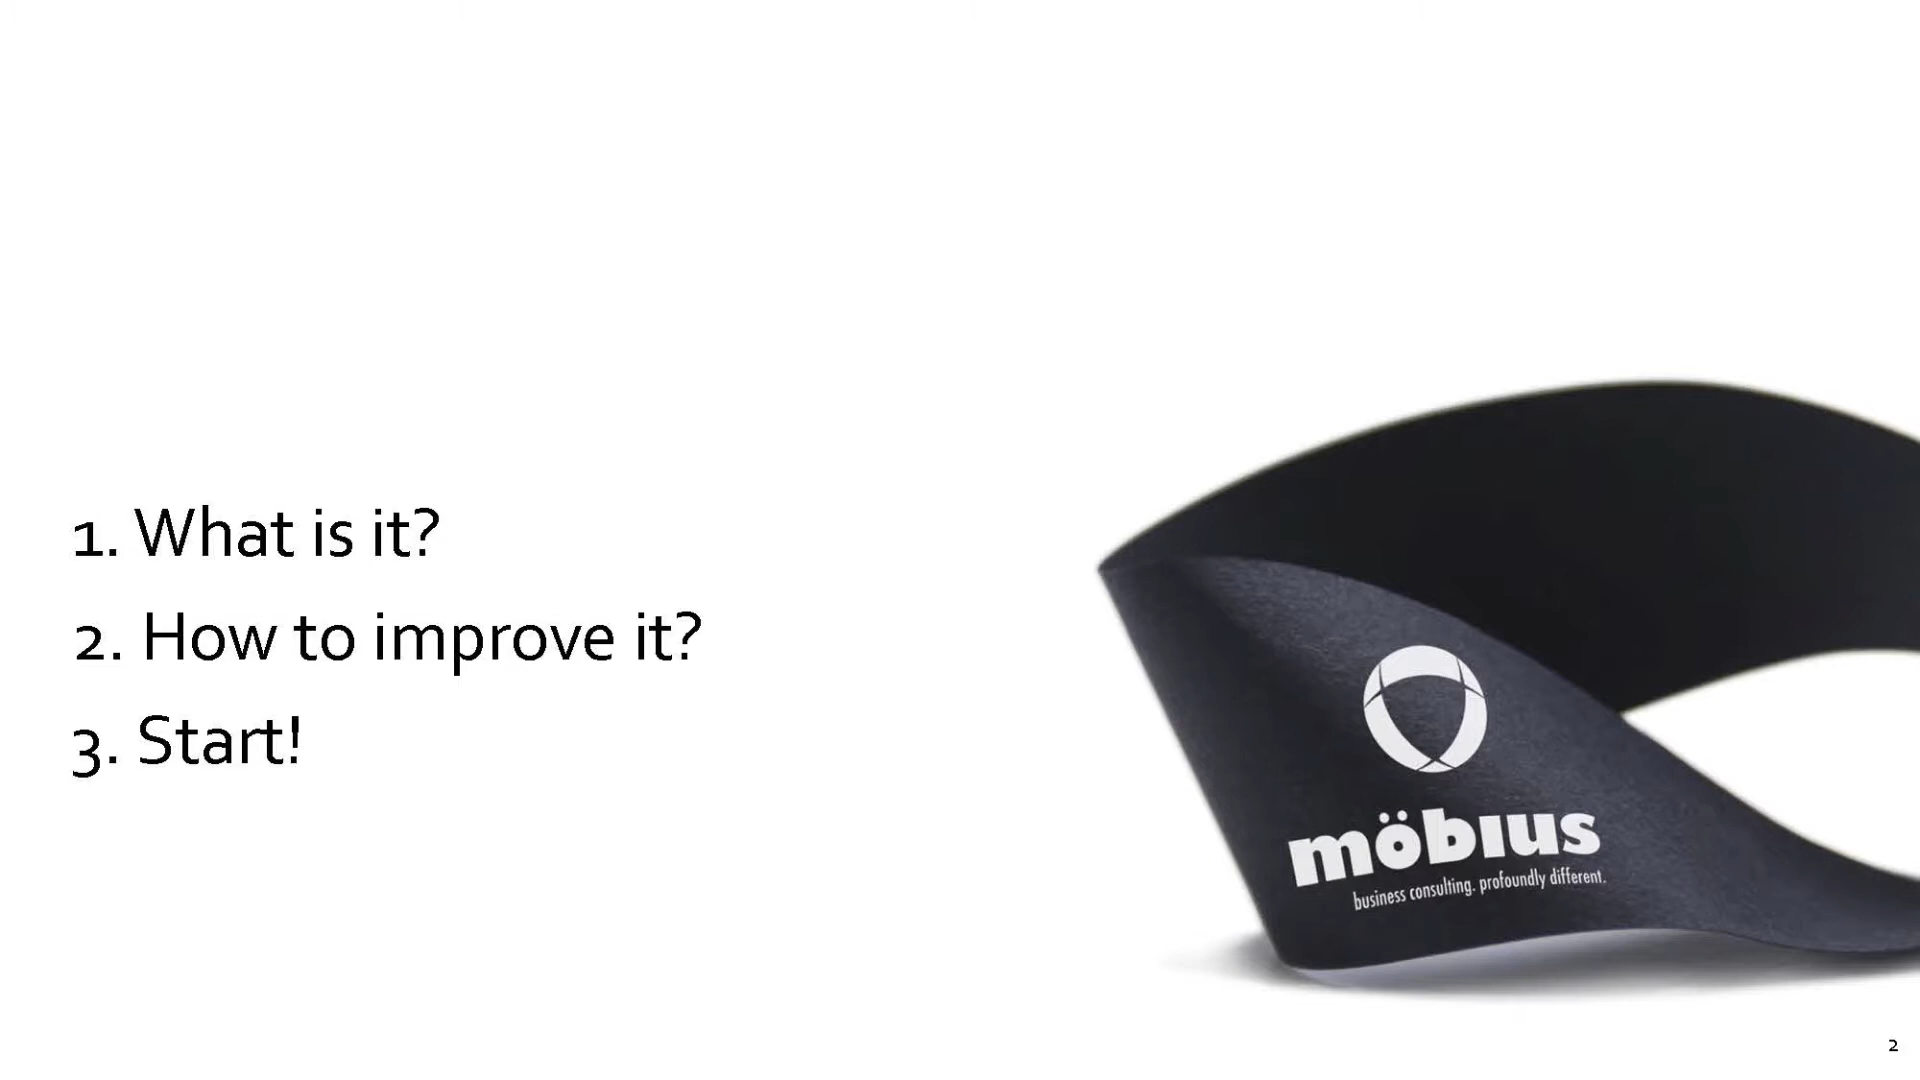 1. What is it?
2. How to improve it?
3. Start!
möbius
business consulting. profoundly different.
2